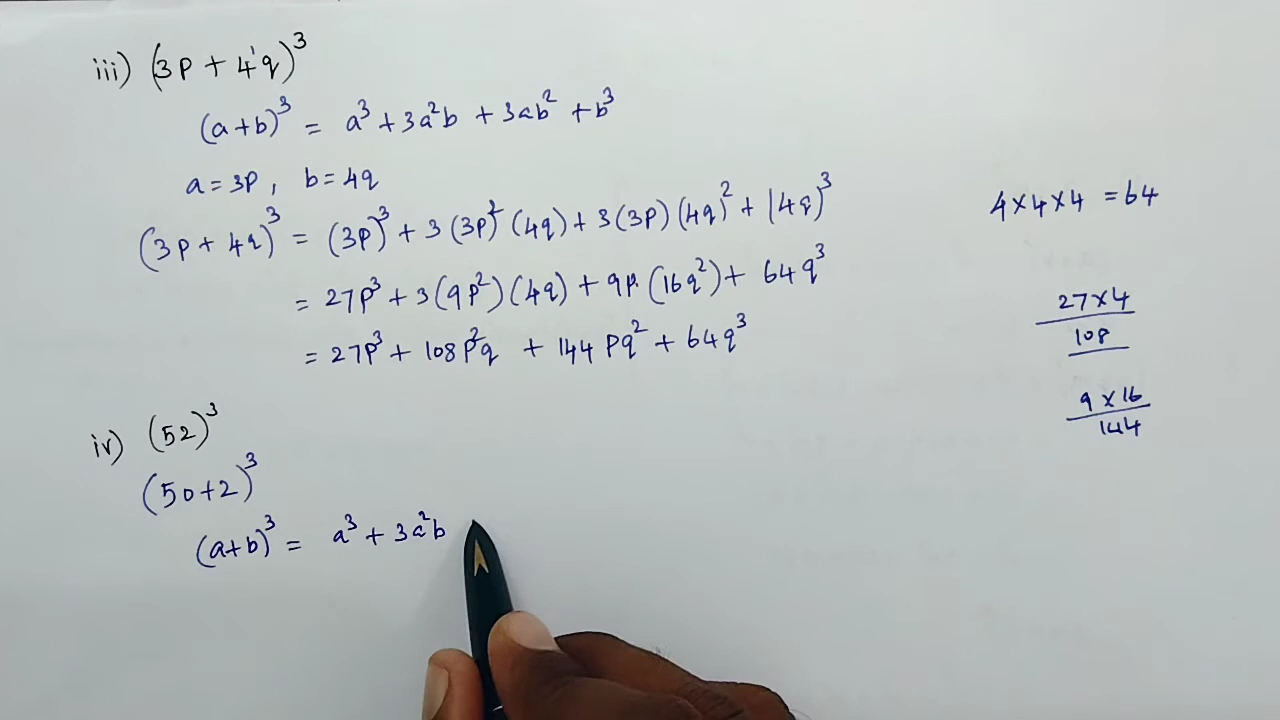 iii) (3p + 4q)³
(a+b)³ = a³ + 3a²b + 3ab² + b³
a = 3p, b = 4q
(3p + 4q)³ = (3p)³ + 3(3p)²(4q) + 3(3p)(4q)² + (4q)³
4×4×4 = 64
= 27p³ + 3(9p²)(4q) + 9p(16q²) + 64q³
27×4
108
= 27p³ + 108p²q + 144pq² + 64q³
9×16
144
iv) (52)³
(50+2)³
(a+b)³ = a³ + 3a²b